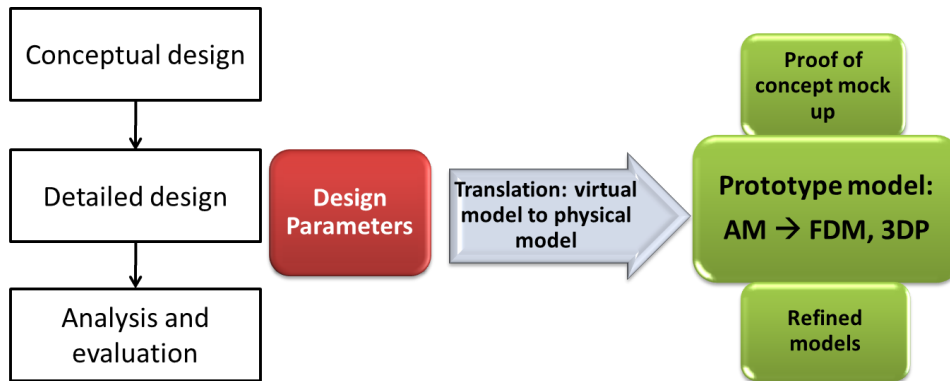 Conceptual design
Detailed design
Analysis and
evaluation
Design
Parameters
Translation: virtual
model to physical
model
Proof of
concept mock
up
Prototype model:
AM → FDM, 3DP
Refined
models